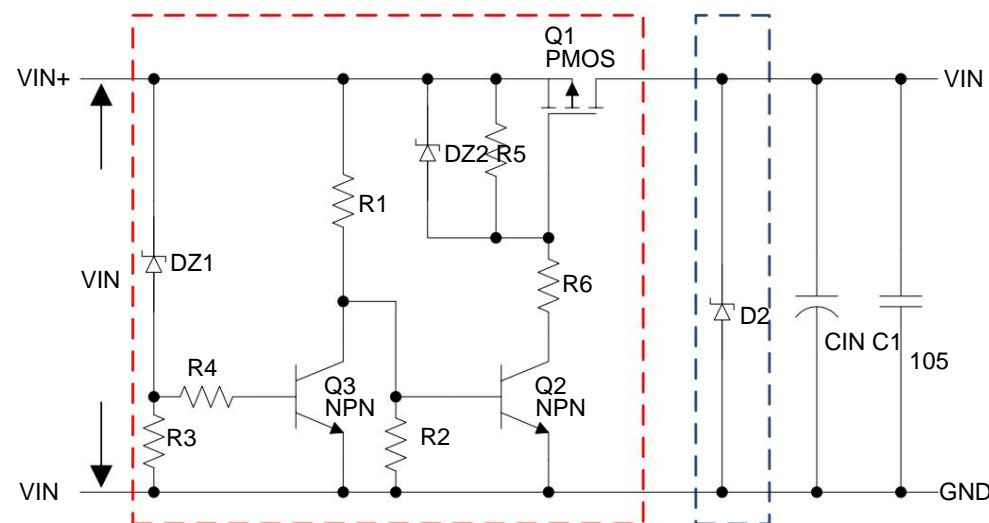 Q1
PMOS
VIN+
VIN
DZ2
R5
R1
DZ1
VIN
R6
D2
CIN
C1
105
R4
Q3
NPN
Q2
NPN
R3
R2
VIN
GND